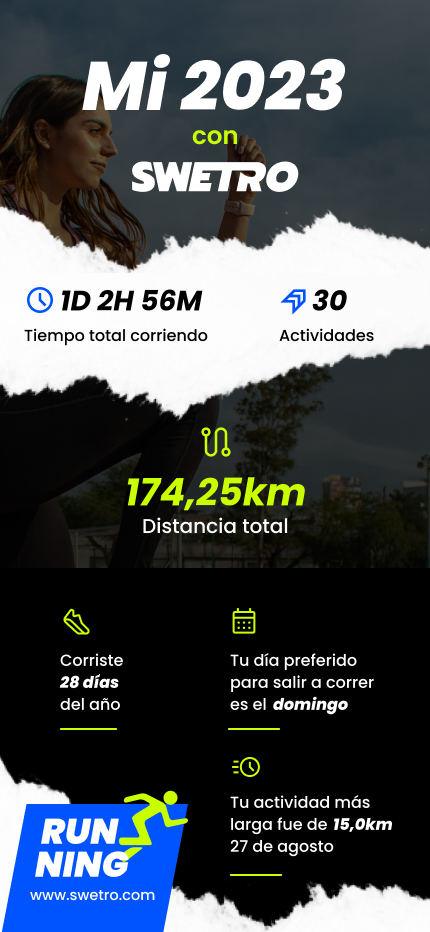 Mi 2023
con
SWETRO
1D 2H 56M
Tiempo total corriendo
30
Actividades
174,25km
Distancia total
Corriste
28 días
del año
Tu día preferido
para salir a correr
es el domingo
Tu actividad más
larga fue de 15,0km
27 de agosto
RUN
NING
www.swetro.com